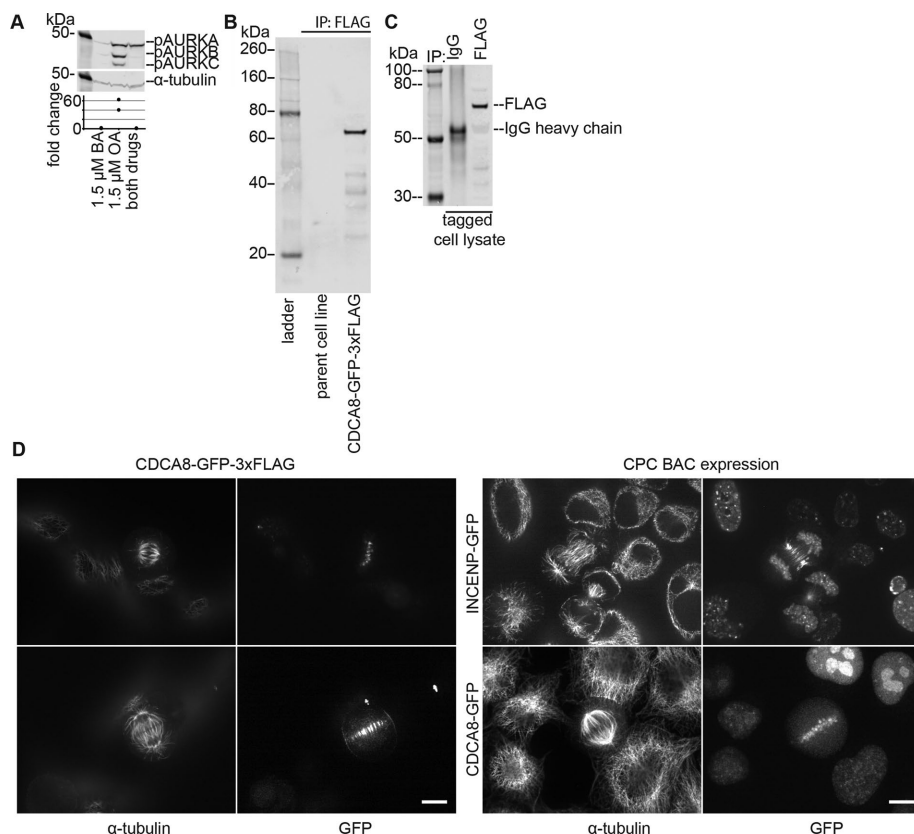 A
kDa
50-
--pAURKA
--pAURKB
--pAURKC
50-
--α-tubulin
fold change
60
0
1.5 µM BA
1.5 µM OA
both drugs
B
IP: FLAG
kDa
260--
160--
80--
60--
40--
20--
ladder
parent cell line
CDCA8-GFP-3xFLAG
C
kDa
IP:
IgG
FLAG
100--
80--
50--
30--
--FLAG
--IgG heavy chain
tagged
cell lysate
D
CDCA8-GFP-3xFLAG
CPC BAC expression
INCENP-GFP
CDCA8-GFP
α-tubulin
GFP
α-tubulin
GFP